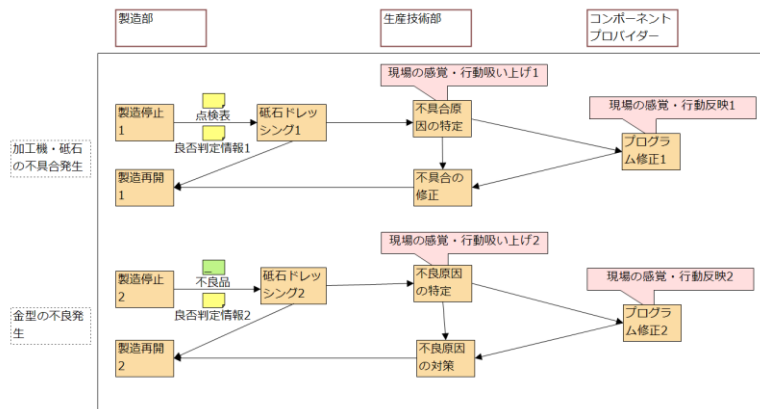 製造部
生産技術部
コンポーネント
プロバイダー
現場の感覚・行動吸い上げ1
現場の感覚・行動反映1
加工機・砥石
の不具合発生
製造停止
1
点検表
良否判定情報1
砥石ドレッ
シング1
不具合原
因の特定
プログラ
ム修正1
製造再開
1
不具合の
修正
現場の感覚・行動吸い上げ2
現場の感覚・行動反映2
金型の不良発
生
製造停止
2
不良品
良否判定情報2
砥石ドレッ
シング2
不良原因
の特定
プログラ
ム修正2
製造再開
2
不良原因
の対策